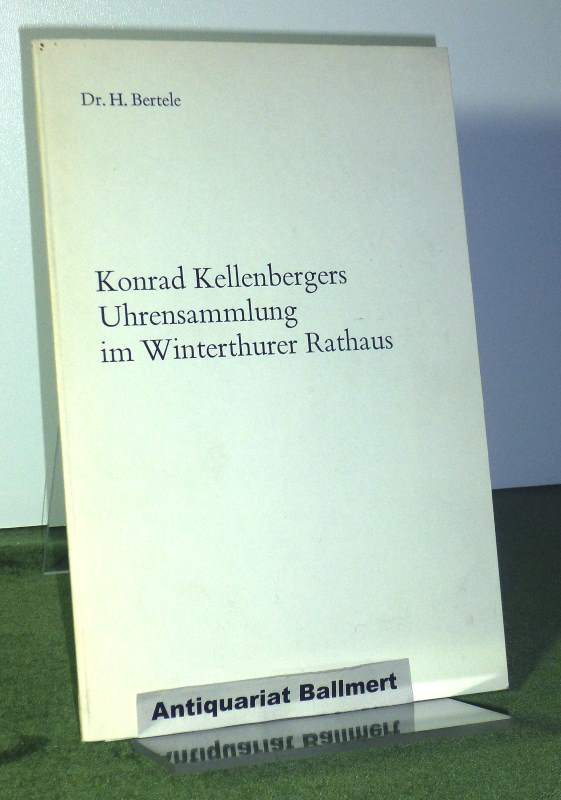 Dr. H. Bertele
Konrad Kellenbergers
Uhrensammlung
im Winterthurer Rathaus
Antiquariat Ballmert